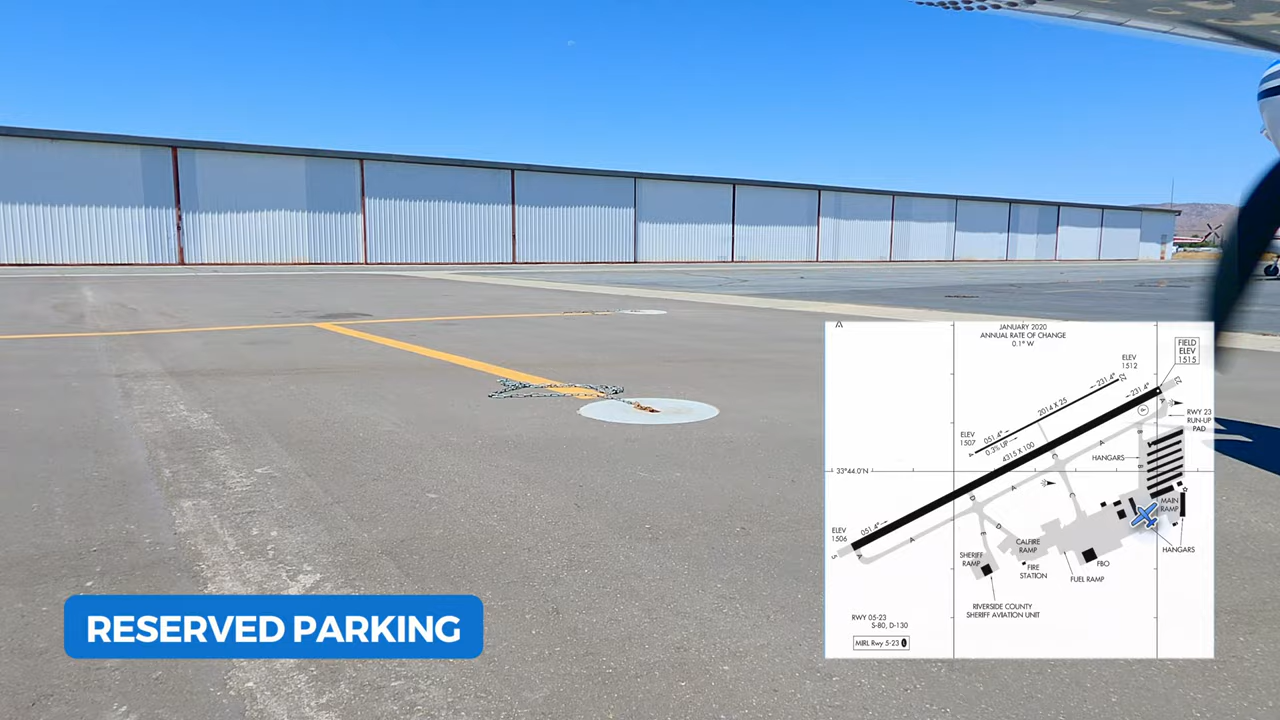 RESERVED PARKING
JANUARY 2020
ANNUAL RATE OF CHANGE
0.1° W
FIELD
ELEV
1515
ELEV
1512
231.4°
231.4°
2014 X 25
ELEV
1507
051.4°
0.3% UP
4315 X 100
A
RWY 23
RUN-UP
PAD
HANGARS
B
B
33°44.0'N
C
A
A
C
MAIN
RAMP
ELEV
1506
051.4°
5
A
A
D
D
E
CALFIRE
RAMP
SHERIFF
RAMP
FIRE
STATION
FUEL RAMP
FBO
HANGARS
RIVERSIDE COUNTY
SHERIFF AVIATION UNIT
RWY 05-23
S-80, D-130
MIRL Rwy 5-23